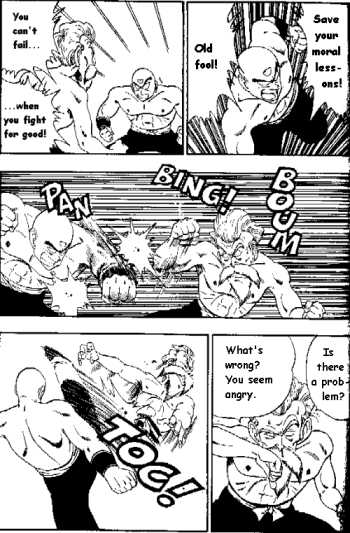 You
can't
fail...
...when
you fight
for good!
Old
fool!
Save
your
moral
less-
ons!
PAN
BING!
BOUM
TOC!
What's
wrong?
You seem
angry.
Is
there
a prob-
lem?